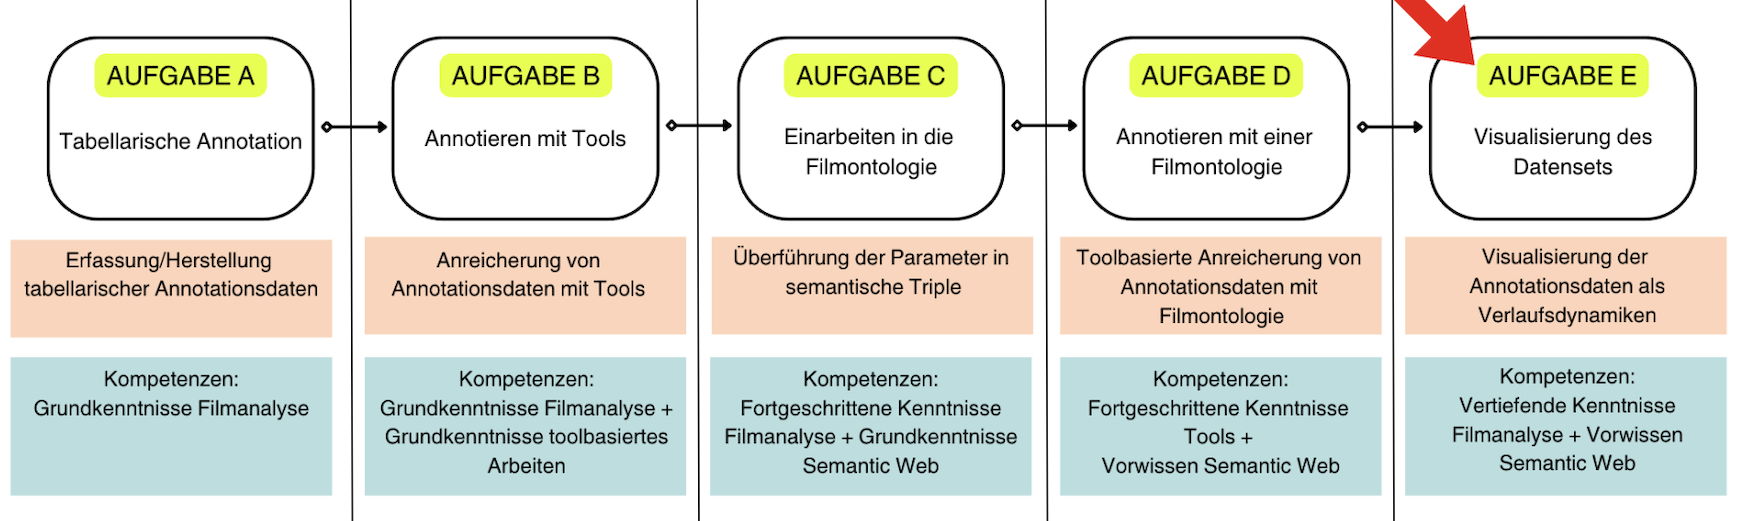 AUFGABE A
Tabellarische Annotation
Erfassung/Herstellung
tabellarischer Annotationsdaten
Kompetenzen:
Grundkenntnisse Filmanalyse
AUFGABE B
Annotieren mit Tools
Anreicherung von
Annotationsdaten mit Tools
Kompetenzen:
Grundkenntnisse Filmanalyse +
Grundkenntnisse toolbasiertes
Arbeiten
AUFGABE C
Einarbeiten in die
Filmontologie
Überführung der Parameter in
semantische Triple
Kompetenzen:
Fortgeschrittene Kenntnisse
Filmanalyse + Grundkenntnisse
Semantic Web
AUFGABE D
Annotieren mit einer
Filmontologie
Toolbasierte Anreicherung von
Annotationsdaten mit
Filmontologie
Kompetenzen:
Fortgeschrittene Kenntnisse
Tools +
Vorwissen Semantic Web
AUFGABE E
Visualisierung des
Datensets
Visualisierung der
Annotationsdaten als
Verlaufsdynamiken
Kompetenzen:
Vertiefende Kenntnisse
Filmanalyse + Vorwissen
Semantic Web